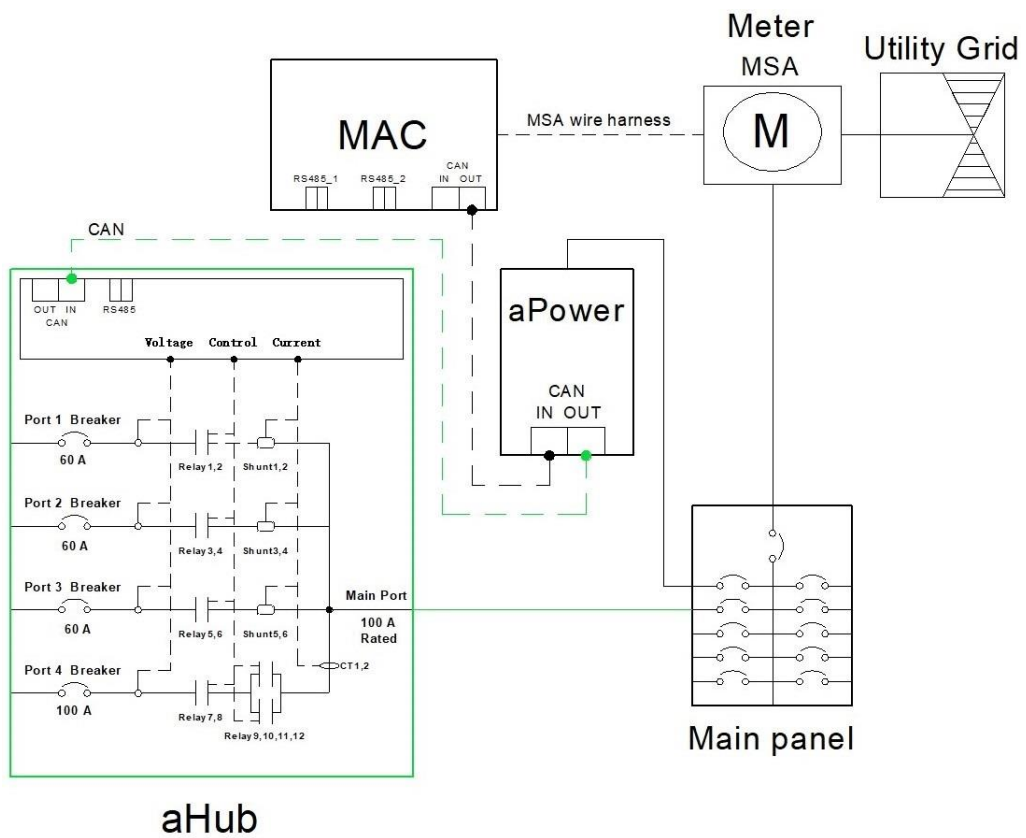 Meter
MSA
Utility Grid
MAC
MSA wire harness
M
RS485_1
RS485_2
CAN
IN OUT
CAN
aPower
OUT IN
CAN
RS485
Voltage Control Current
CAN
IN OUT
Port 1 Breaker
60 A
Relay1,2
Shunt1,2
Port 2 Breaker
60 A
Relay3,4
Shunt3,4
Port 3 Breaker
60 A
Relay5,6
Shunt5,6
Main Port
100 A
Rated
CT1,2
Port 4 Breaker
100 A
Relay7,8
Relay9,10,11,12
Main panel
aHub